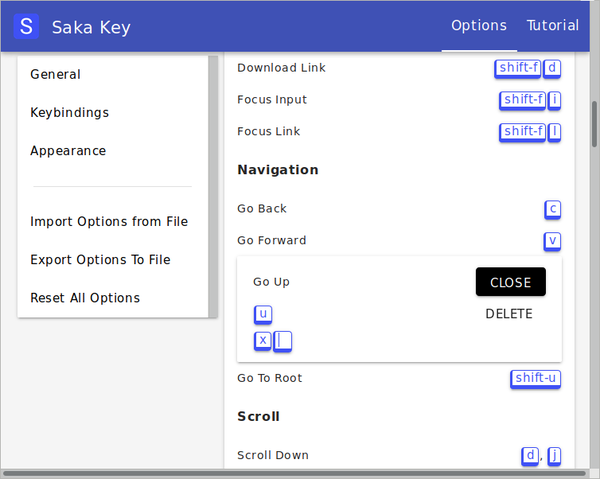 S Saka Key Options Tutorial
General
Keybindings
Appearance
Import Options from File
Export Options To File
Reset All Options
Download Link shift-f d
Focus Input shift-f i
Focus Link shift-f l
Navigation
Go Back c
Go Forward v
Go Up CLOSE
u DELETE
x
Go To Root shift-u
Scroll
Scroll Down d , j